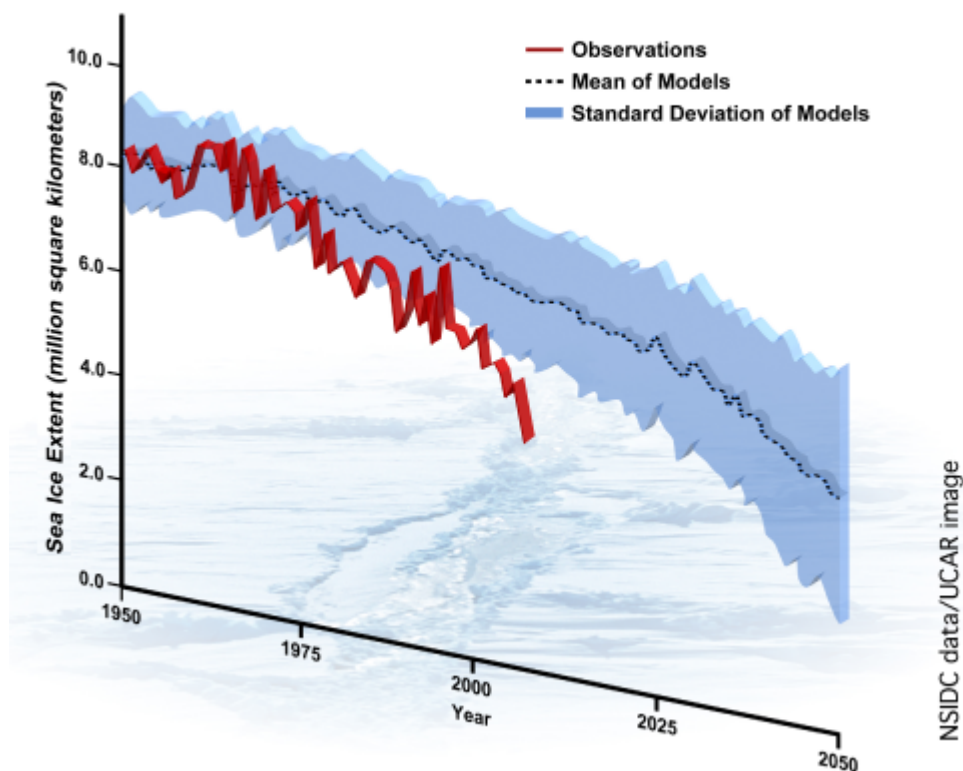 Observations
Mean of Models
Standard Deviation of Models
Sea Ice Extent (million square kilometers)
10.0
8.0
6.0
4.0
2.0
0.0
1950
1975
2000
2025
2050
Year
NSIDC data/UCAR image